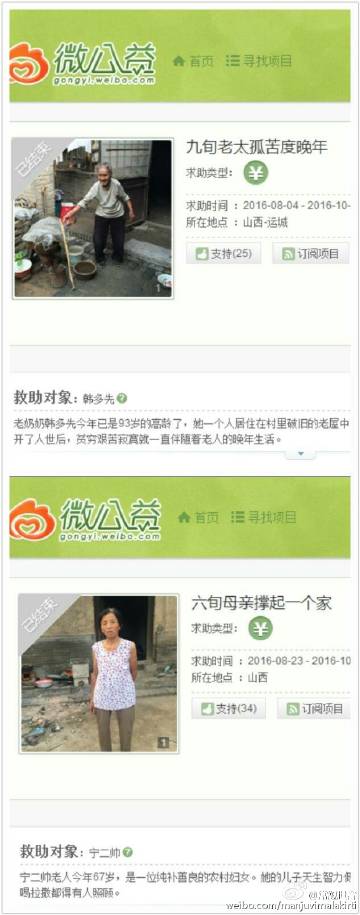 微公益
gongyi.weibo.com
首页
寻找项目
已结束
九旬老太孤苦度晚年
求助类型:
求助时间:2016-08-04 - 2016-10-
所在地点:山西-运城
支持(25)
订阅项目
1
救助对象:韩多先
老奶奶韩多先今年已是93岁的高龄了,她一个人居住在村里破旧的老屋中
开了人世后,贫穷艰苦寂寞就一直伴随着老人的晚年生活。
微公益
gongyi.weibo.com
首页
寻找项目
已结束
六旬母亲撑起一个家
求助类型:
求助时间:2016-08-23 - 2016-10
所在地点:山西
支持(34)
订阅项目
1
救助对象:宁二帅
宁二帅老人今年67岁,是一位纯补善良的农村妇女。她的儿子天生智力
喝拉撒都得有人照顾。
weibo.com/manjuvimalakirti